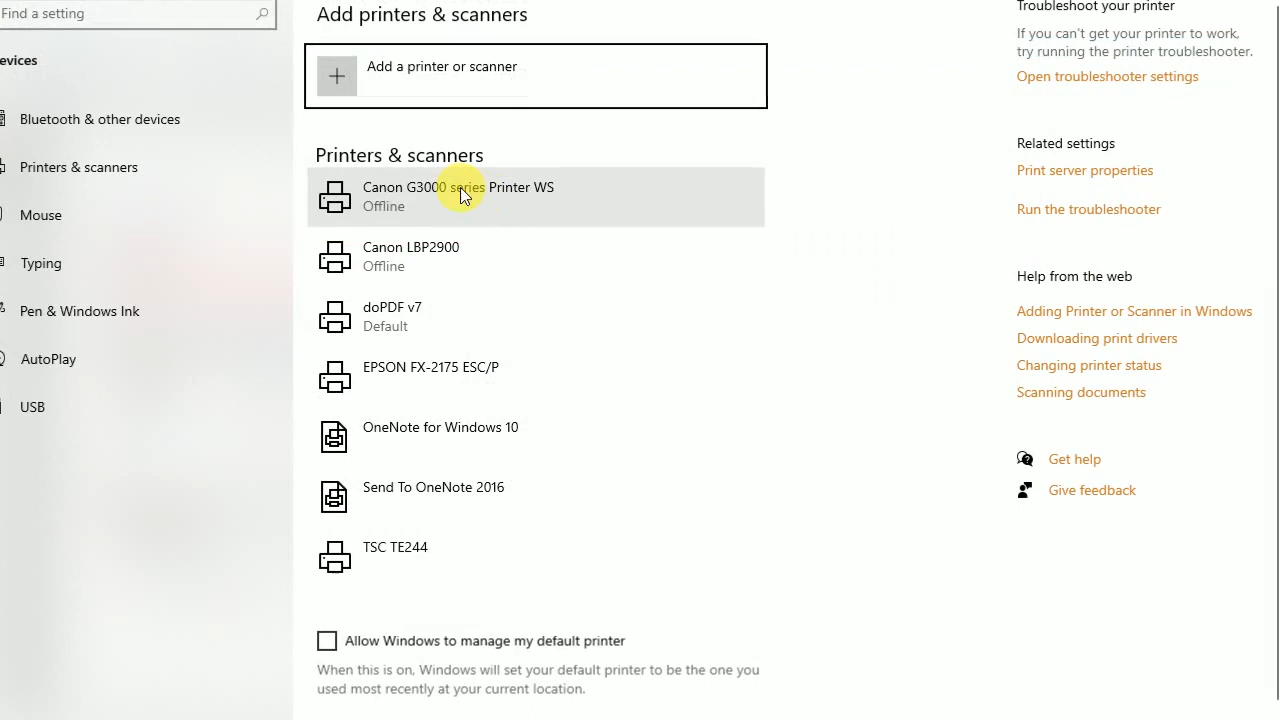 Find a setting
evices
Bluetooth & other devices
Printers & scanners
Mouse
Typing
Pen & Windows Ink
AutoPlay
USB
Add printers & scanners
Add a printer or scanner
Printers & scanners
Canon G3000 series Printer WS
Offline
Canon LBP2900
Offline
doPDF v7
Default
EPSON FX-2175 ESC/P
OneNote for Windows 10
Send To OneNote 2016
TSC TE244
Allow Windows to manage my default printer
When this is on, Windows will set your default printer to be the one you
used most recently at your current location.
Troubleshoot your printer
If you can't get your printer to work,
try running the printer troubleshooter.
Open troubleshooter settings
Related settings
Print server properties
Run the troubleshooter
Help from the web
Adding Printer or Scanner in Windows
Downloading print drivers
Changing printer status
Scanning documents
Get help
Give feedback